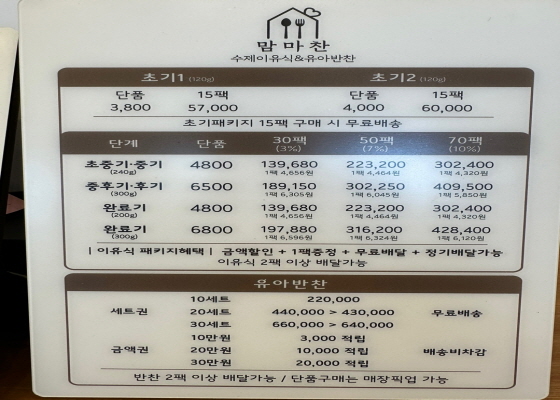 맘마찬
수제이유식&유아반찬
초기1 (120g) 초기2 (120g)
단품 15팩 단품 15팩
3,800 57,000 4,000 60,000
초기패키지 15팩 구매 시 무료배송
단계 단품 30팩 50팩 70팩
(3%) (7%) (10%)
초중기·중기 4800 139,680 223,200 302,400
(240g) 1팩 4,656원 1팩 4,464원 1팩 4,320원
중후기·후기 6500 189,150 302,250 409,500
(300g) 1팩 6,305원 1팩 6,045원 1팩 5,850원
완료기 4800 139,680 223,200 302,400
(200g) 1팩 4,656원 1팩 4,464원 1팩 4,320원
완료기 6800 197,880 316,200 428,400
(300g) 1팩 6,596원 1팩 6,324원 1팩 6,120원
| 이유식 패키지혜택 | 금액할인 + 1팩증정 + 무료배달 + 정기배달가능
이유식 2팩 이상 배달가능
유아반찬
10세트 220,000
세트권 20세트 440,000 > 430,000 무료배송
30세트 660,000 > 640,000
10만원 3,000 적립
금액권 20만원 10,000 적립 배송비차감
30만원 20,000 적립
반찬 2팩 이상 배달가능 / 단품구매는 매장픽업 가능